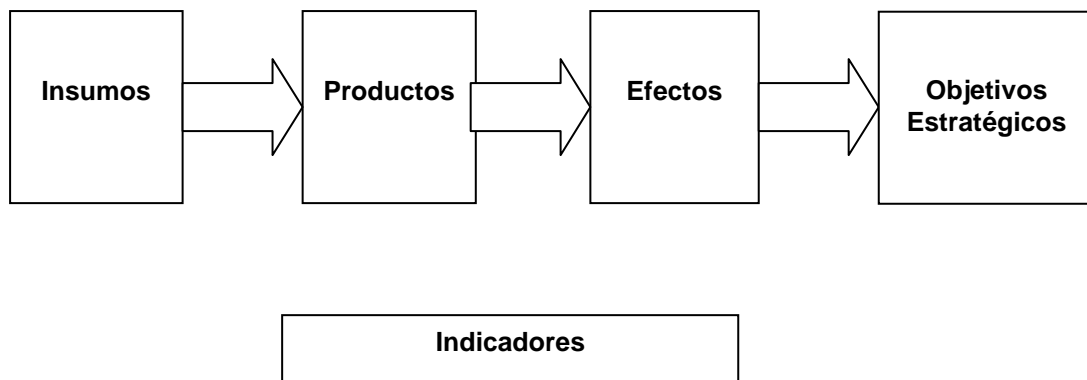 Insumos
Productos
Efectos
Objetivos
Estratégicos
Indicadores